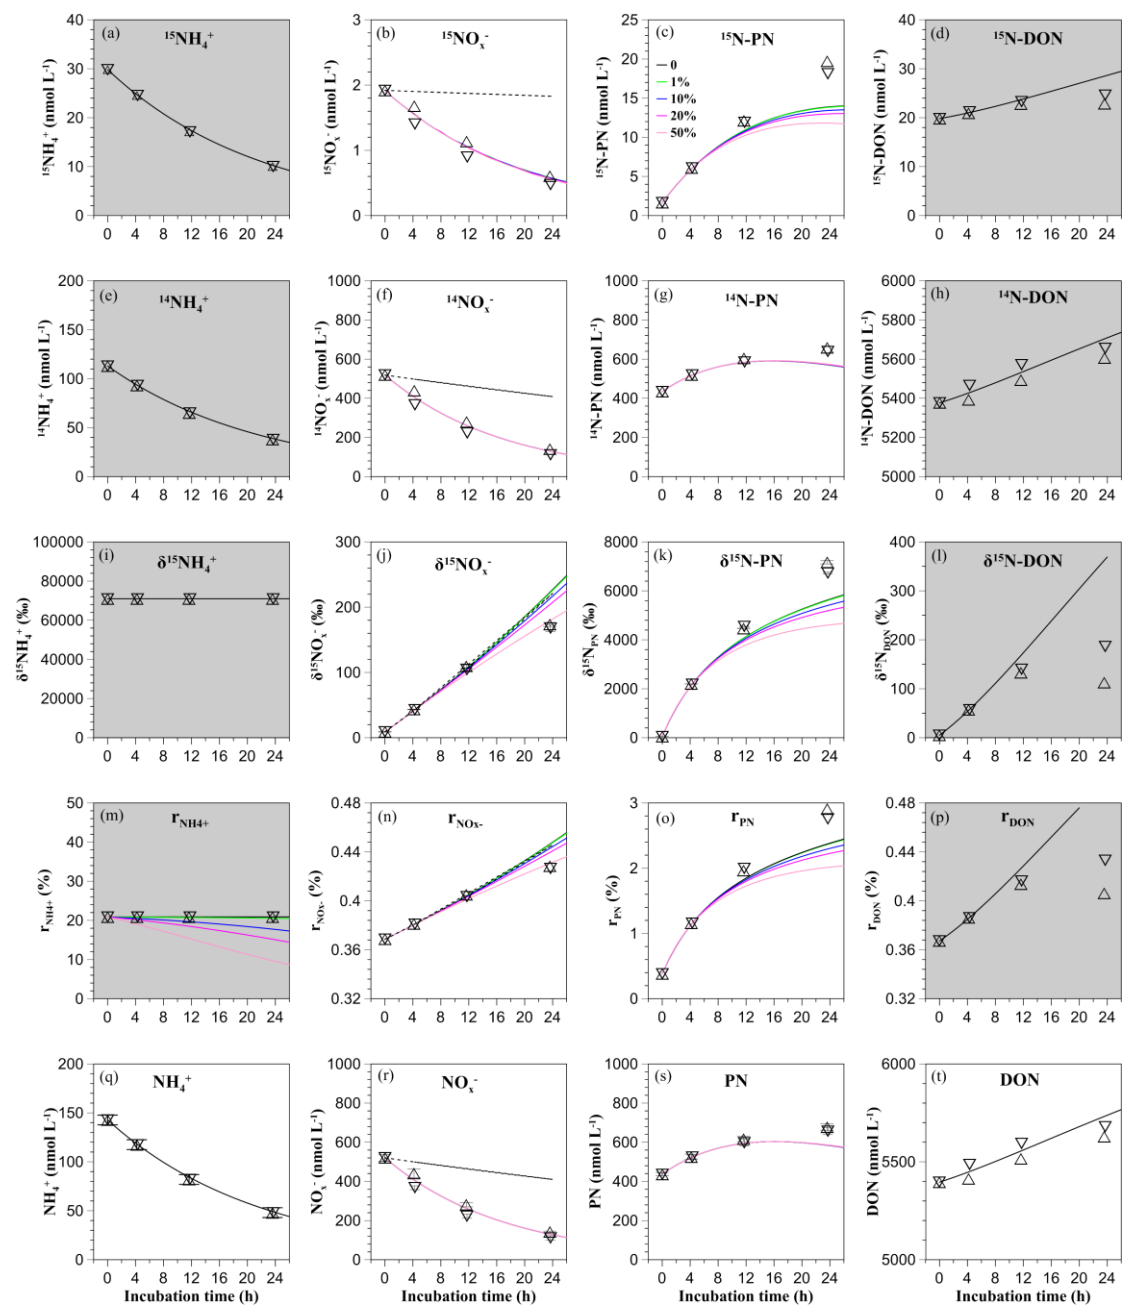 (a) ¹⁵NH₄⁺
¹⁵NH₄⁺ (nmol L⁻¹)
40
30
20
10
0
0 4 8 12 16 20 24
(b) ¹⁵NOₓ⁻
¹⁵NOₓ⁻ (nmol L⁻¹)
3
2
1
0
0 4 8 12 16 20 24
(c) ¹⁵N-PN
¹⁵N-PN (nmol L⁻¹)
25
20
15
10
5
0
0
1%
10%
20%
50%
0 4 8 12 16 20 24
(d) ¹⁵N-DON
¹⁵N-DON (nmol L⁻¹)
40
30
20
10
0
0 4 8 12 16 20 24
(e) ¹⁴NH₄⁺
¹⁴NH₄⁺ (nmol L⁻¹)
200
150
100
50
0
0 4 8 12 16 20 24
(f) ¹⁴NOₓ⁻
¹⁴NOₓ⁻ (nmol L⁻¹)
1000
800
600
400
200
0
0 4 8 12 16 20 24
(g) ¹⁴N-PN
¹⁴N-PN (nmol L⁻¹)
1000
800
600
400
200
0
0 4 8 12 16 20 24
(h) ¹⁴N-DON
¹⁴N-DON (nmol L⁻¹)
6000
5800
5600
5400
5200
5000
0 4 8 12 16 20 24
(i) δ¹⁵NH₄⁺
δ¹⁵NH₄⁺ (‰)
100000
80000
60000
40000
20000
0
0 4 8 12 16 20 24
(j) δ¹⁵NOₓ⁻
δ¹⁵NOₓ⁻ (‰)
300
200
100
0
0 4 8 12 16 20 24
(k) δ¹⁵N-PN
δ¹⁵N_PN (‰)
8000
6000
4000
2000
0
0 4 8 12 16 20 24
(l) δ¹⁵N-DON
δ¹⁵N_DON (‰)
400
300
200
100
0
0 4 8 12 16 20 24
(m) r_NH4+
r_NH4+ (%)
50
40
30
20
10
0
0 4 8 12 16 20 24
(n) r_NOx-
r_NOx- (%)
0.48
0.44
0.4
0.36
0.32
0 4 8 12 16 20 24
(o) r_PN
r_PN (%)
3
2
1
0
0 4 8 12 16 20 24
(p) r_DON
r_DON (%)
0.48
0.44
0.4
0.36
0.32
0 4 8 12 16 20 24
(q) NH₄⁺
NH₄⁺ (nmol L⁻¹)
200
150
100
50
0
0 4 8 12 16 20 24
Incubation time (h)
(r) NOₓ⁻
NOₓ⁻ (nmol L⁻¹)
1000
800
600
400
200
0
0 4 8 12 16 20 24
Incubation time (h)
(s) PN
PN (nmol L⁻¹)
1000
800
600
400
200
0
0 4 8 12 16 20 24
Incubation time (h)
(t) DON
DON (nmol L⁻¹)
6000
5500
5000
0 4 8 12 16 20 24
Incubation time (h)